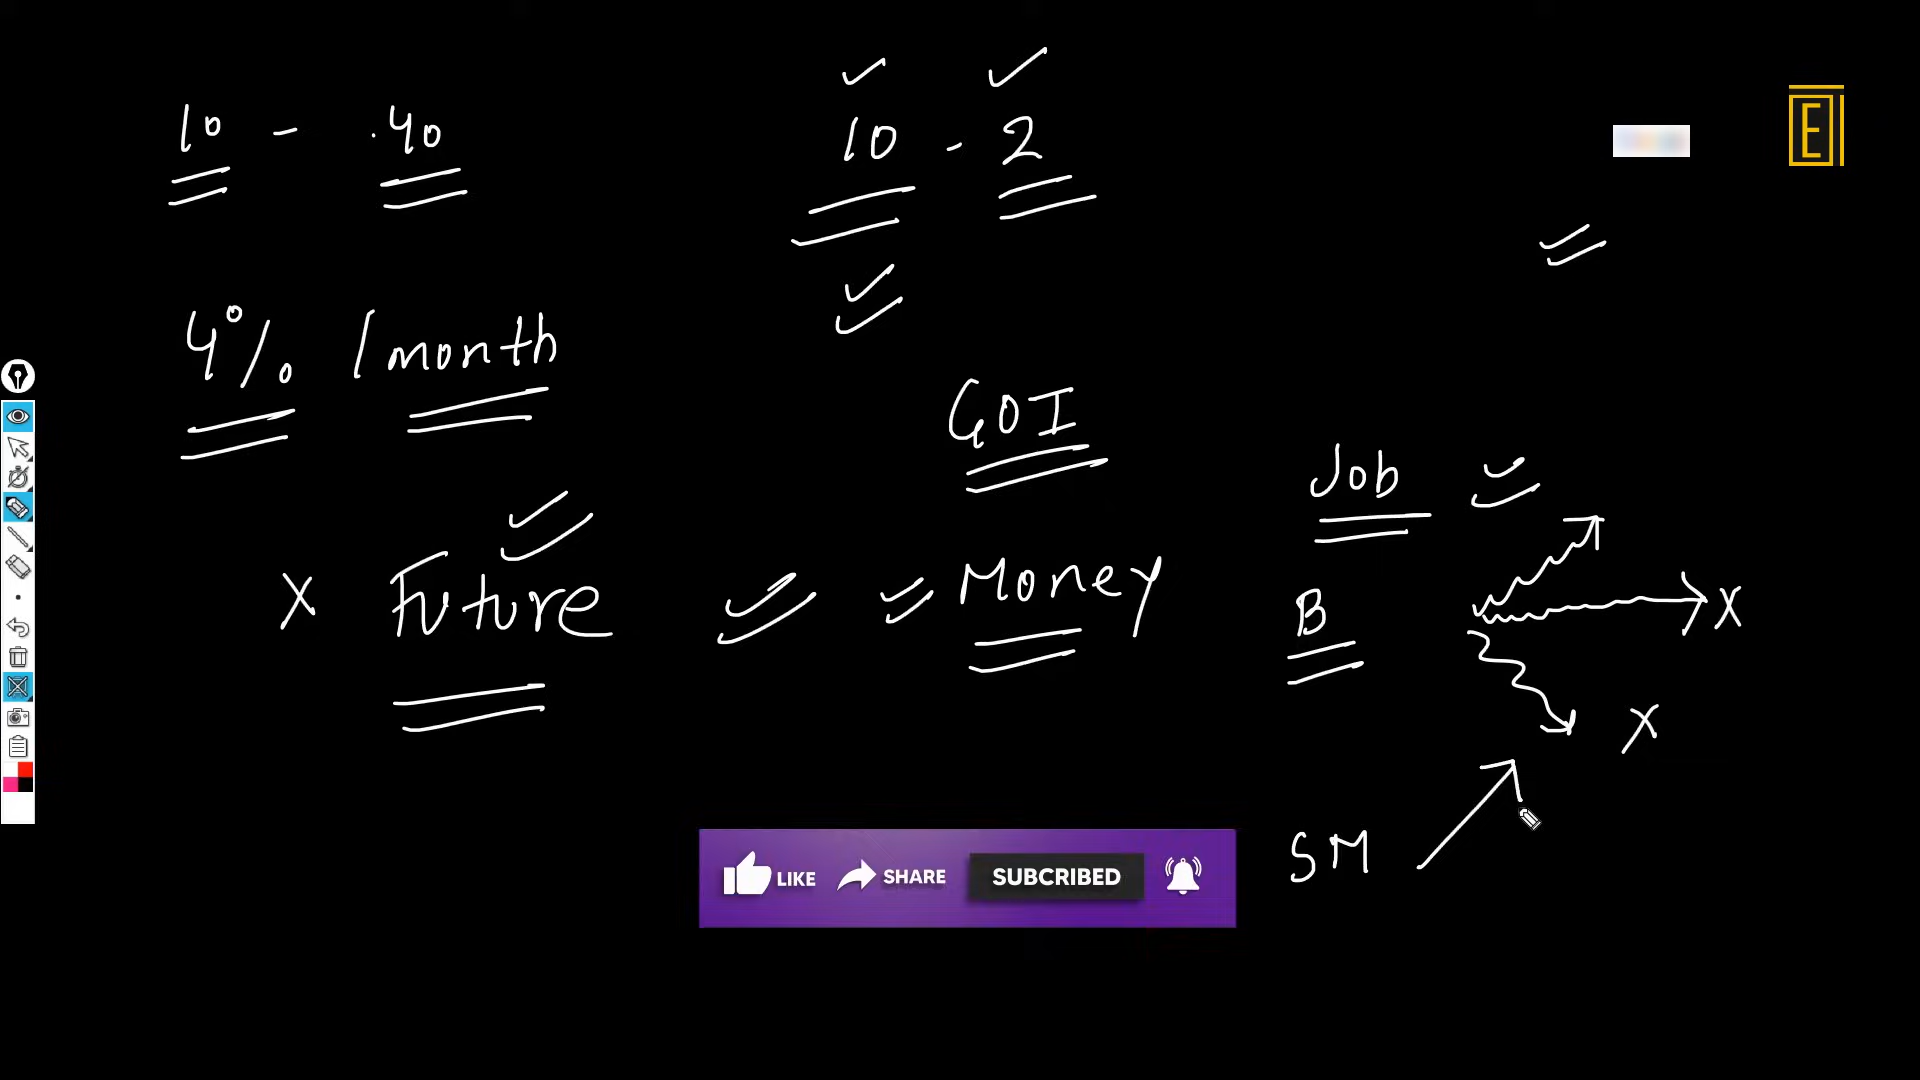 10 - .40
10 - 2
E
4% / month
GOI
Job
X Future
Money
B
X
X
SM
LIKE SHARE SUBCRIBED